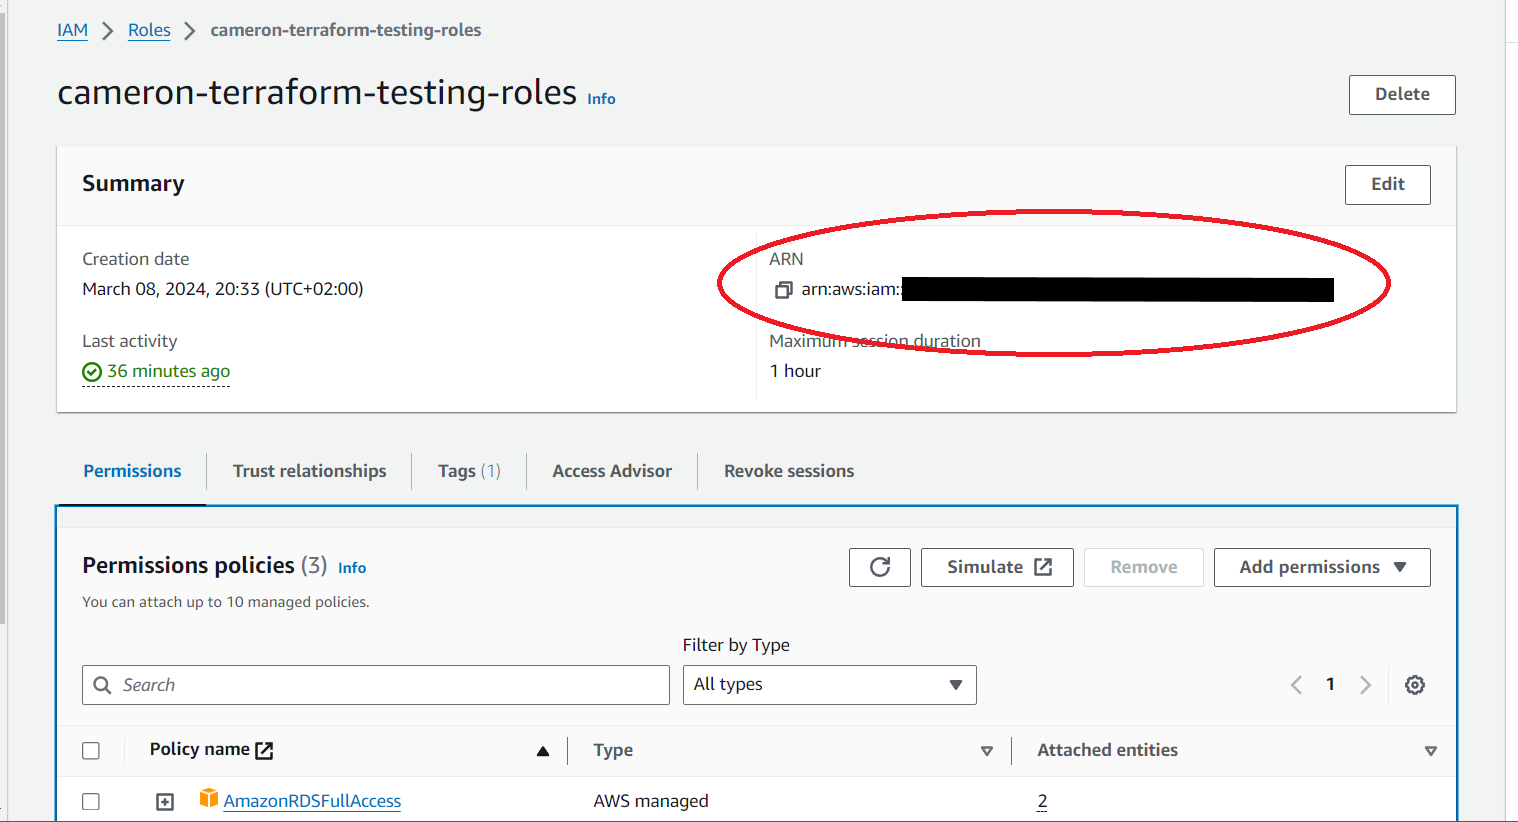 IAM > Roles > cameron-terraform-testing-roles
cameron-terraform-testing-roles Info
Delete
Summary
Edit
Creation date
March 08, 2024, 20:33 (UTC+02:00)
ARN
arn:aws:iam::
Last activity
36 minutes ago
Maximum session duration
1 hour
Permissions
Trust relationships
Tags (1)
Access Advisor
Revoke sessions
Permissions policies (3) Info
You can attach up to 10 managed policies.
Simulate
Remove
Add permissions
Filter by Type
Search
All types
1
Policy name
Type
Attached entities
AmazonRDSFullAccess
AWS managed
2